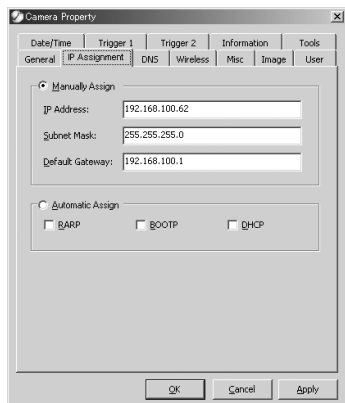 Camera Property
Date/Time Trigger 1 Trigger 2 Information Tools
General IP Assignment DNS Wireless Misc Image User
Manually Assign
IP Address: 192.168.100.62
Subnet Mask: 255.255.255.0
Default Gateway: 192.168.100.1
Automatic Assign
RARP BOOTP DHCP
OK Cancel Apply